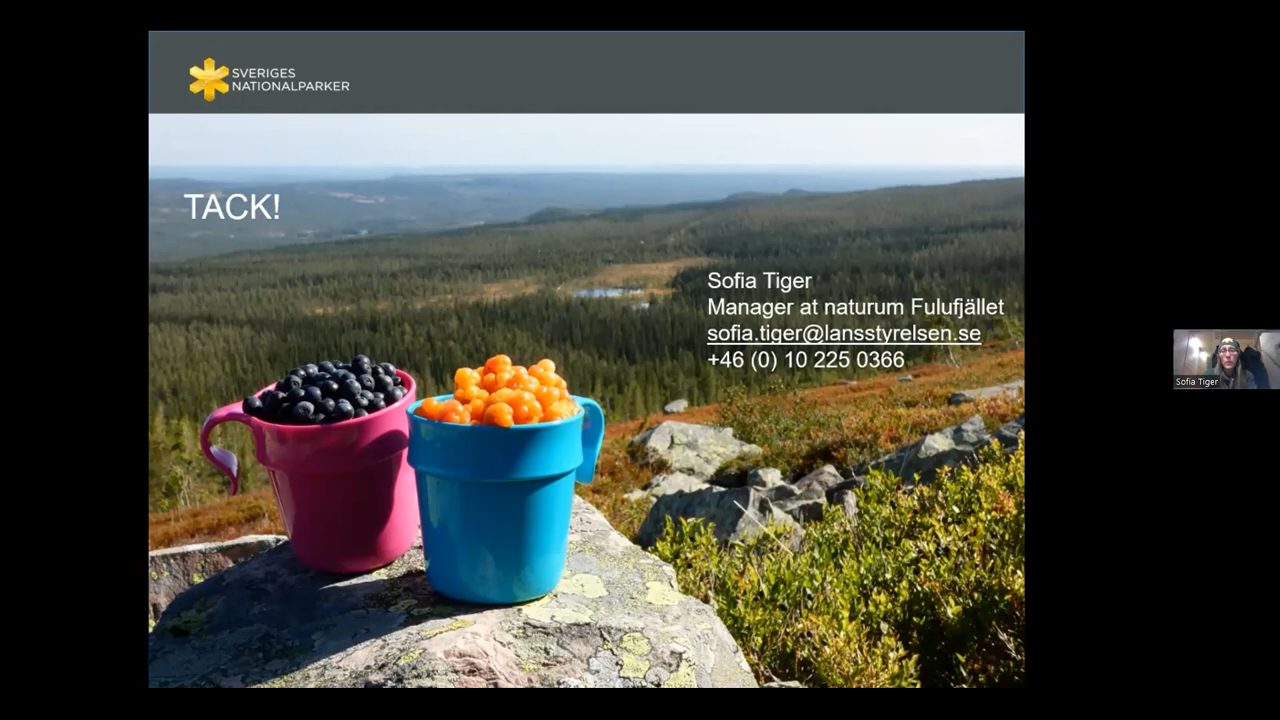 SVERIGES
NATIONALPARKER
TACK!
Sofia Tiger
Manager at naturum Fulufjället
sofia.tiger@lansstyrelsen.se
+46 (0) 10 225 0366
Sofia Tiger